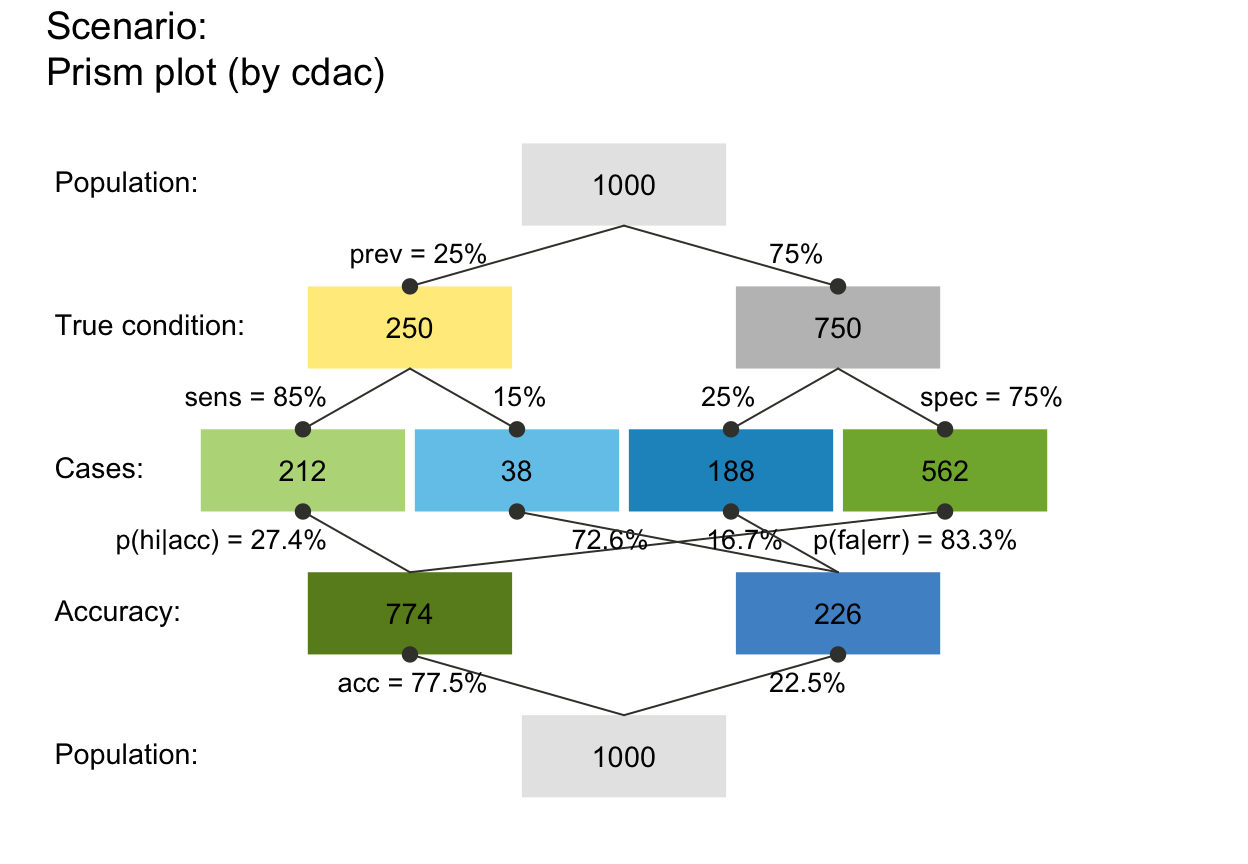 Scenario:
Prism plot (by cdac)
Population:
1000
prev = 25%
75%
True condition:
250
750
sens = 85%
15%
25%
spec = 75%
Cases:
212
38
188
562
p(hi|acc) = 27.4%
72.6%
16.7%
p(fa|err) = 83.3%
Accuracy:
774
226
acc = 77.5%
22.5%
Population:
1000